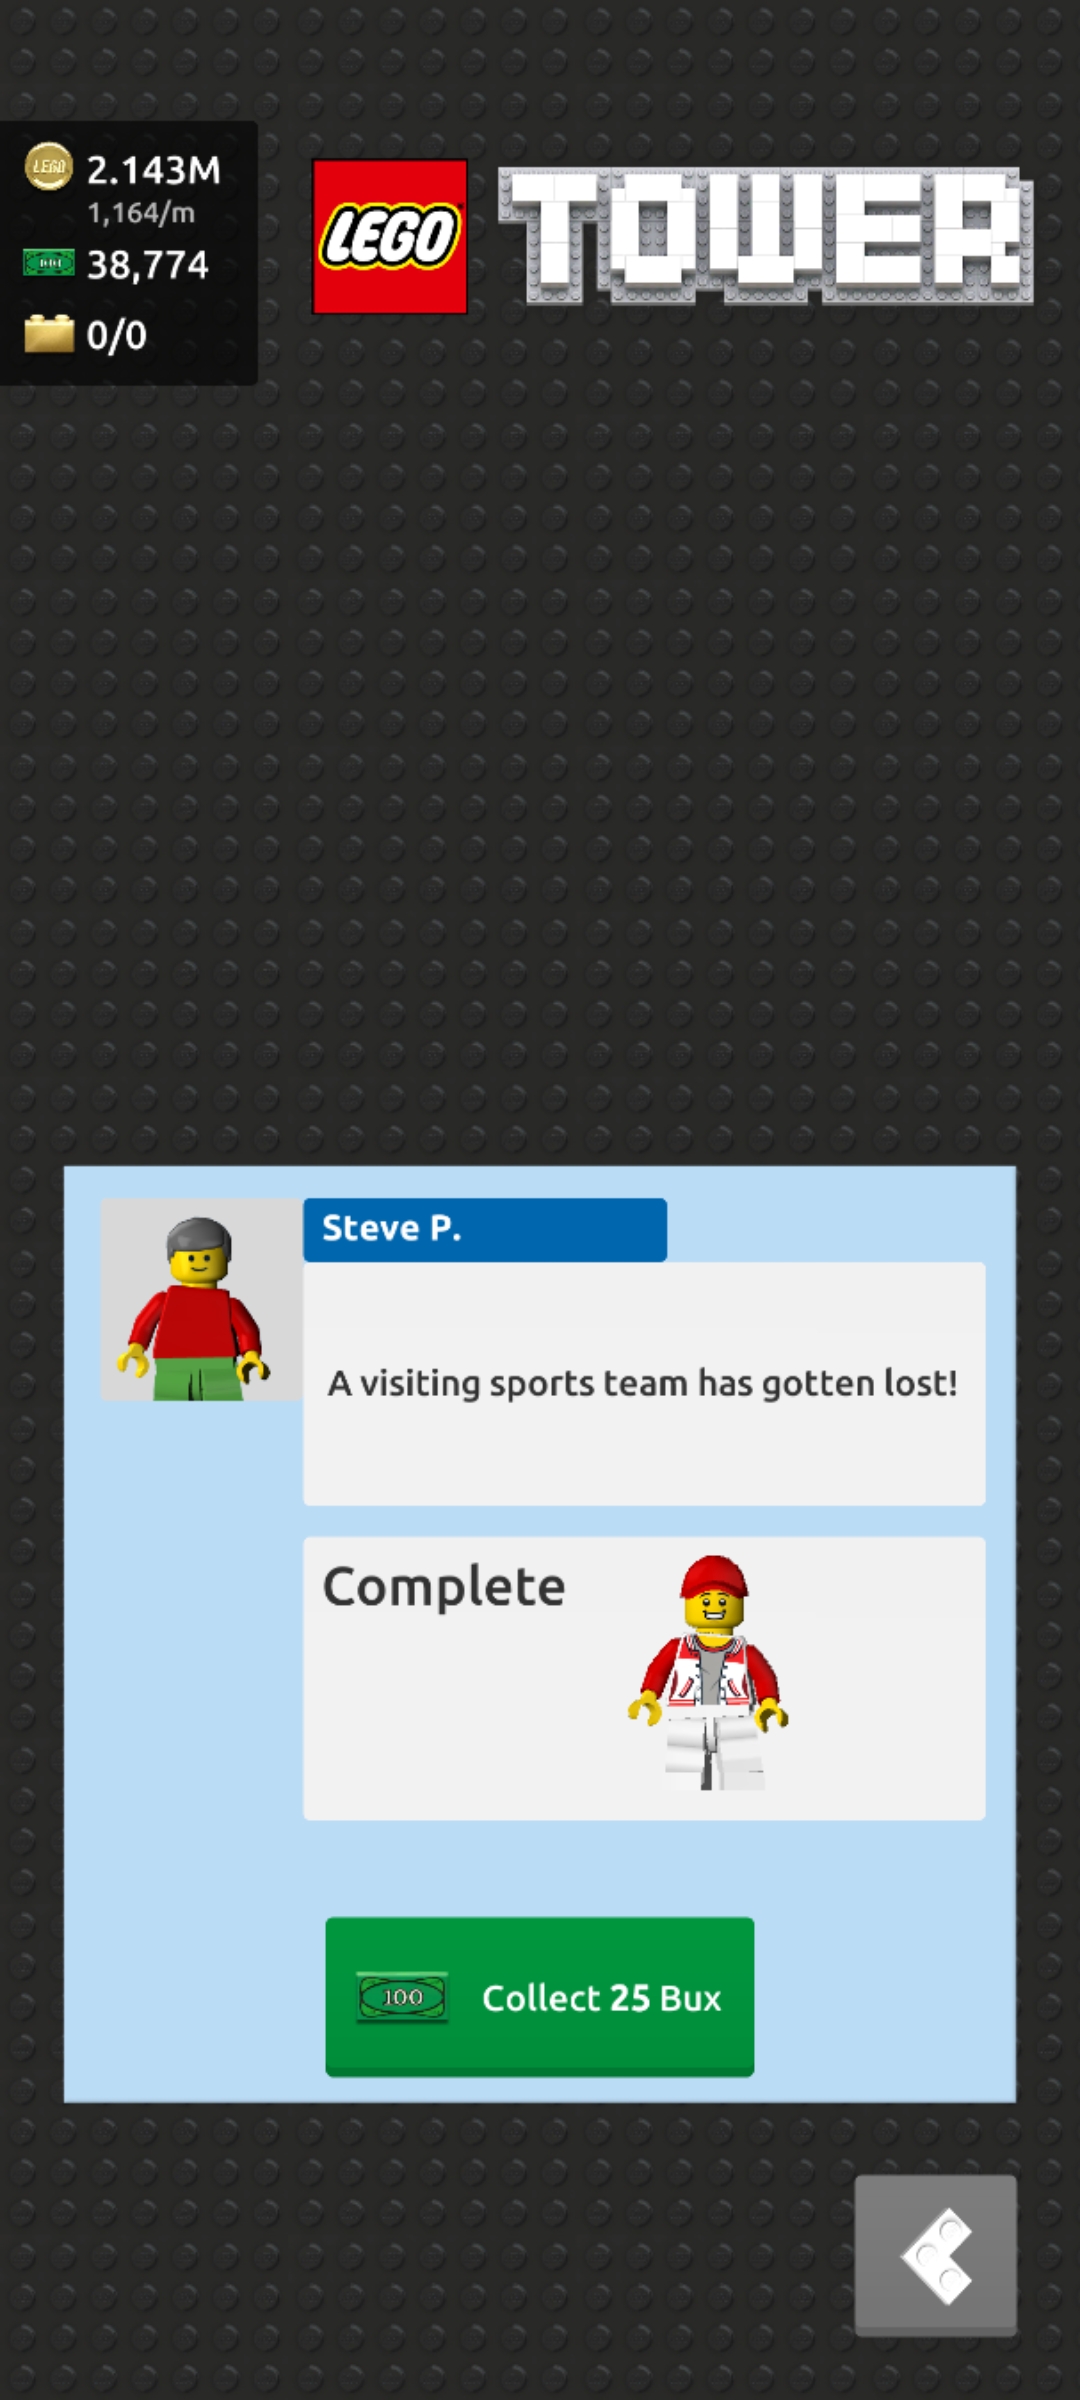 2.143M
1,164/m
38,774
0/0
LEGO
TOWER
Steve P.
A visiting sports team has gotten lost!
Complete
100
Collect 25 Bux